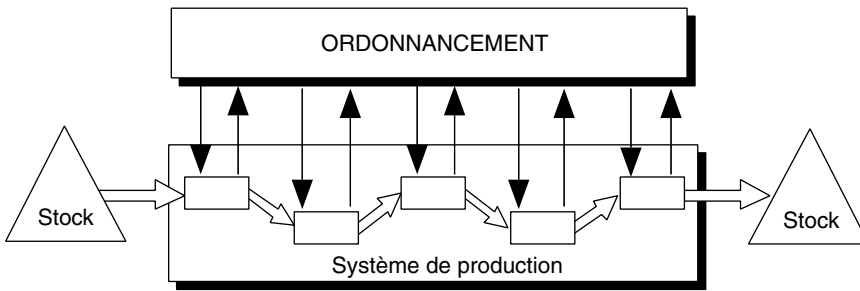 ORDONNANCEMENT
Stock
Stock
Système de production